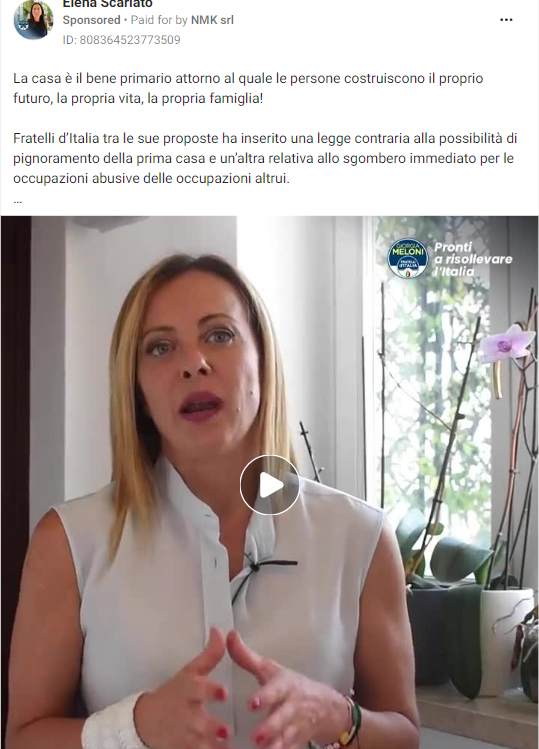 Elena Scarlato
Sponsored • Paid for by NMK srl
ID: 808364523773509
La casa è il bene primario attorno al quale le persone costruiscono il proprio
futuro, la propria vita, la propria famiglia!
Fratelli d’Italia tra le sue proposte ha inserito una legge contraria alla possibilità di
pignoramento della prima casa e un’altra relativa allo sgombero immediato per le
occupazioni abusive delle occupazioni altrui.
...
GIORGIA
MELONI
FRATELLI
d'ITALIA
Pronti
a risollevare
l'Italia